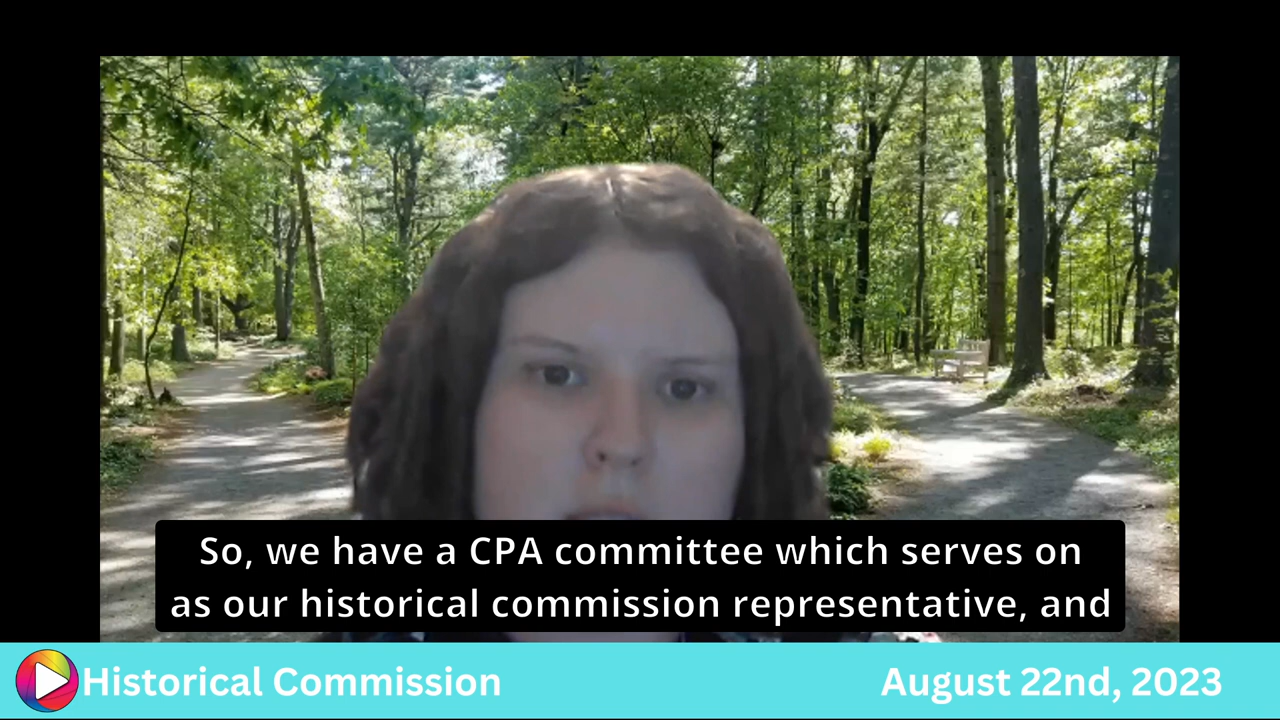 So, we have a CPA committee which serves on
as our historical commission representative, and
Historical Commission
August 22nd, 2023